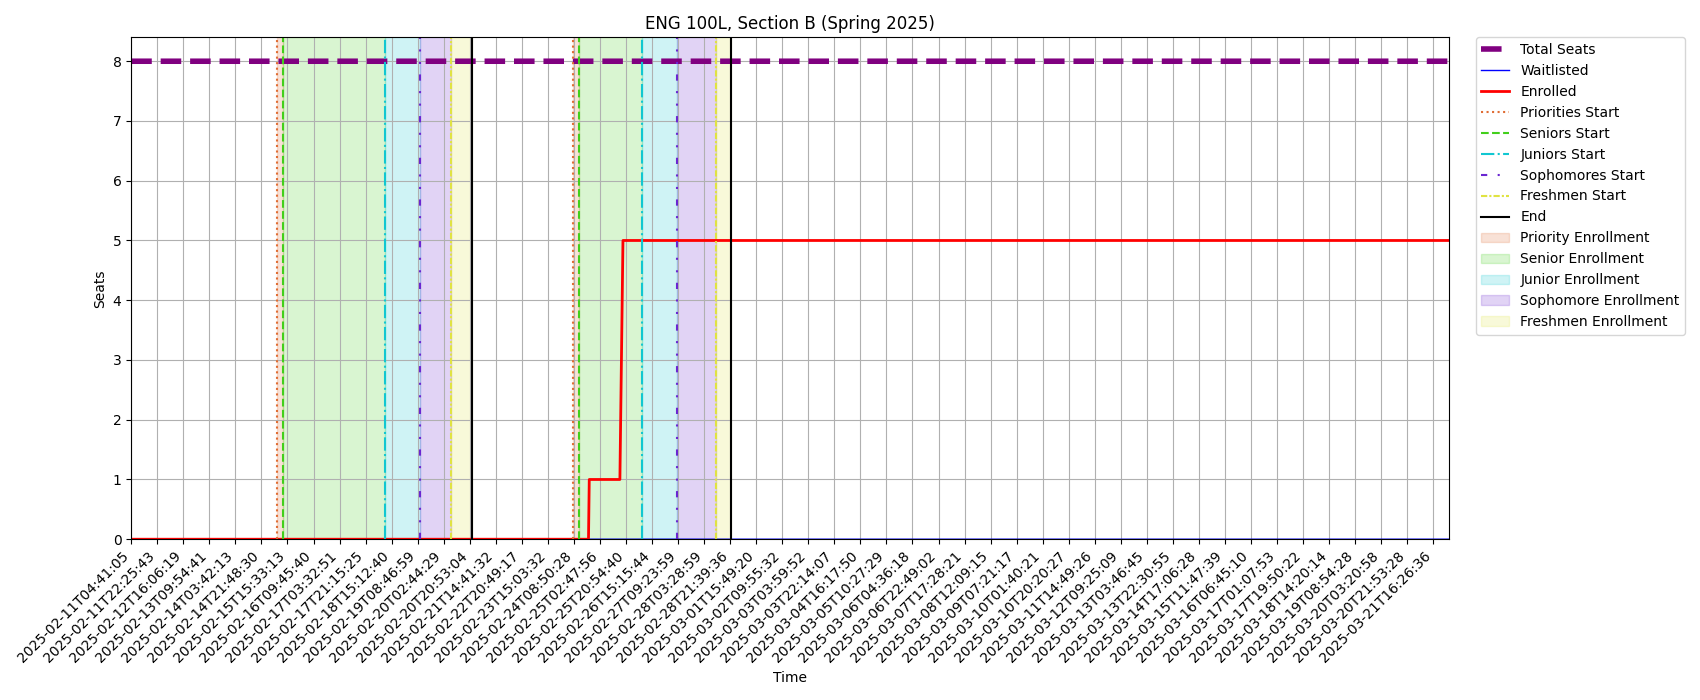 ENG 100L, Section B (Spring 2025)
Seats
8
7
6
5
4
3
2
1
0
2025-02-11T04:41:05
2025-02-11T22:25:43
2025-02-12T16:06:19
2025-02-13T09:54:41
2025-02-14T03:42:13
2025-02-14T21:48:30
2025-02-15T15:33:13
2025-02-16T09:45:40
2025-02-17T03:32:51
2025-02-17T21:15:25
2025-02-18T15:12:40
2025-02-19T08:46:59
2025-02-20T02:44:29
2025-02-20T20:53:04
2025-02-21T14:41:32
2025-02-22T20:49:17
2025-02-23T15:03:32
2025-02-24T08:50:28
2025-02-25T02:47:56
2025-02-25T20:54:40
2025-02-26T15:15:44
2025-02-27T09:23:59
2025-02-28T03:28:59
2025-02-28T21:39:36
2025-03-01T15:49:20
2025-03-02T09:55:32
2025-03-03T03:59:52
2025-03-03T22:14:07
2025-03-04T16:17:50
2025-03-05T10:27:29
2025-03-06T04:36:18
2025-03-06T22:49:02
2025-03-07T17:28:21
2025-03-08T12:09:15
2025-03-09T07:21:17
2025-03-10T01:40:21
2025-03-10T20:20:27
2025-03-11T14:49:26
2025-03-12T09:25:09
2025-03-13T03:46:45
2025-03-13T22:30:55
2025-03-14T17:06:28
2025-03-15T11:47:39
2025-03-16T06:45:10
2025-03-17T01:07:53
2025-03-17T19:50:22
2025-03-18T14:20:14
2025-03-19T08:54:28
2025-03-20T03:20:58
2025-03-20T21:53:28
2025-03-21T16:26:36
Time
Total Seats
Waitlisted
Enrolled
Priorities Start
Seniors Start
Juniors Start
Sophomores Start
Freshmen Start
End
Priority Enrollment
Senior Enrollment
Junior Enrollment
Sophomore Enrollment
Freshmen Enrollment